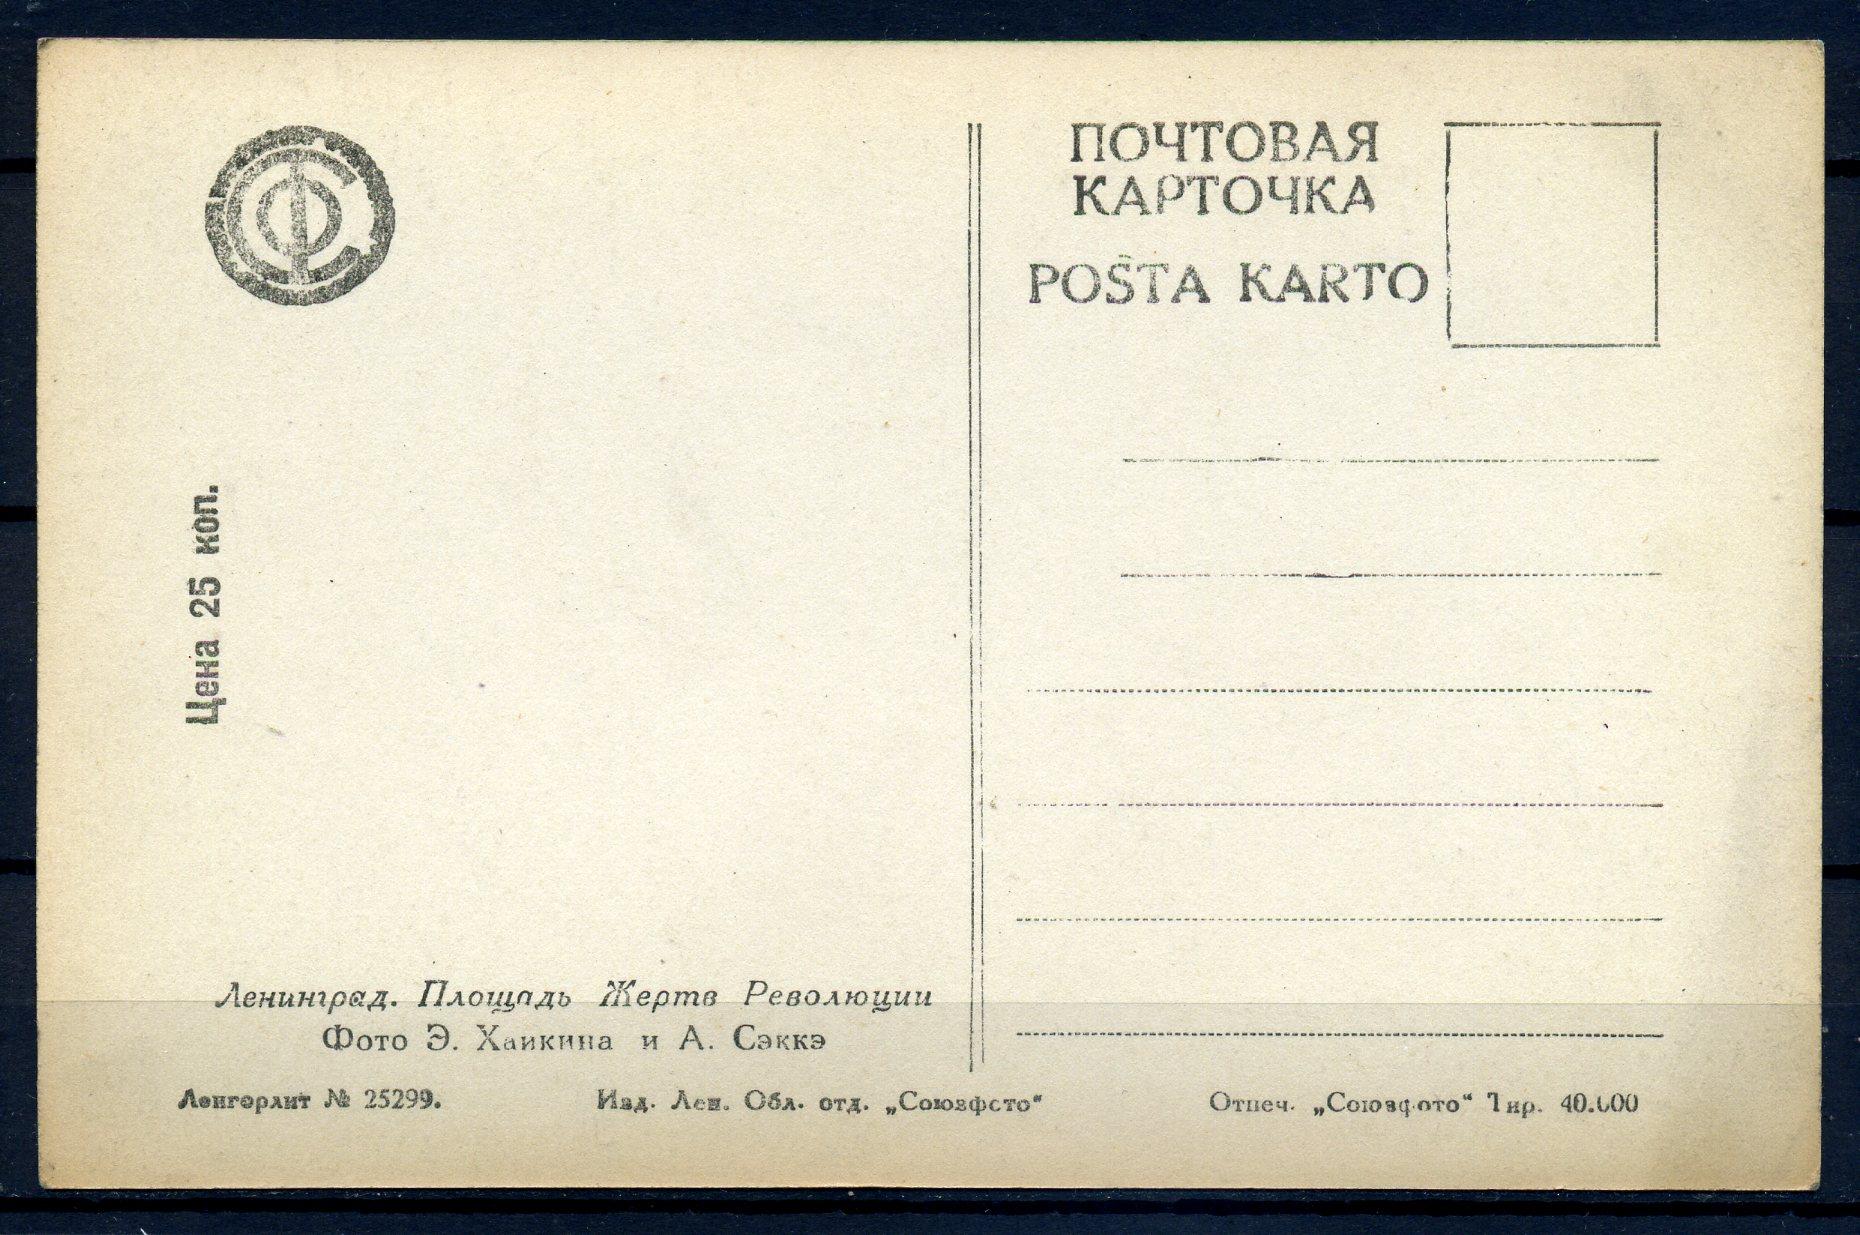 ПОЧТОВАЯ
КАРТОЧКА
POŜTA KARTO
Цена 25 коп.
Ленинград. Площадь Жертв Революции
Фото Э. Хаикина и А. Сэккэ
Ленгорлит № 25299.
Изд. Лен. Обл. отд. „Союзфото“
Отпеч. „Союзфото“ Тир. 40.000